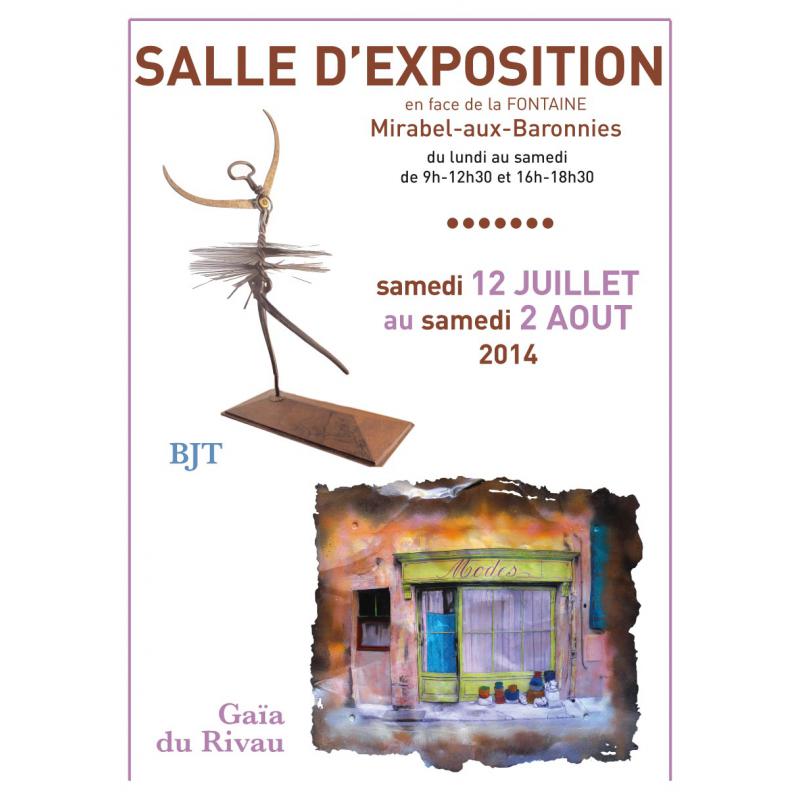 SALLE D'EXPOSITION
en face de la FONTAINE
Mirabel-aux-Baronnies
du lundi au samedi
de 9h-12h30 et 16h-18h30
samedi 12 JUILLET
au samedi 2 AOUT
2014
BJT
Modes
Gaïa
du Rivau